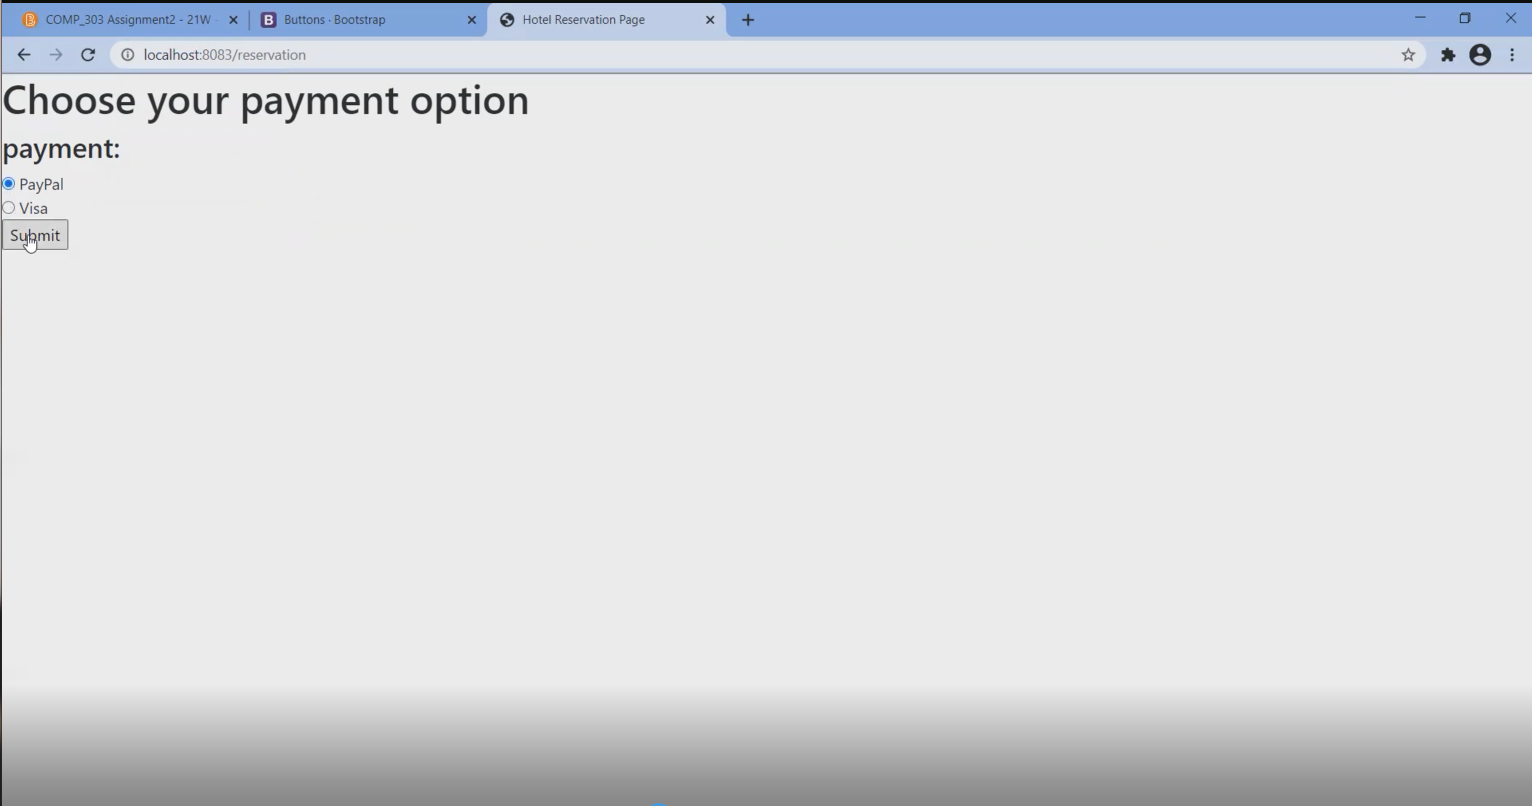 COMP_303 Assignment2 - 21W
Buttons · Bootstrap
Hotel Reservation Page
localhost:8083/reservation
Choose your payment option
payment:
PayPal
Visa
Submit